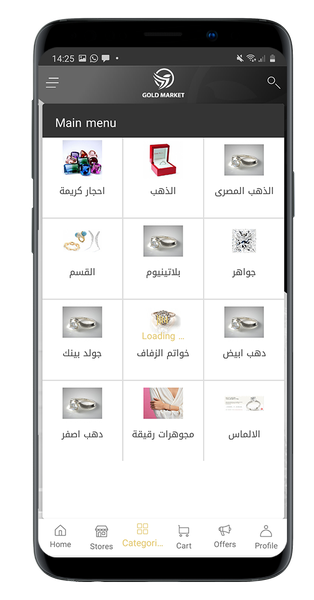 14:25
GOLD MARKET
Main menu
الذهب المصرى
الذهب
احجار كريمة
جواهر
بلاتينيوم
القسم
Loading ...
دهب ابيض
خواتم الزفاف
جولد بينك
الالماس
مجوهرات رقيقة
دهب اصفر
Home
Stores
Categori...
Cart
Offers
Profile